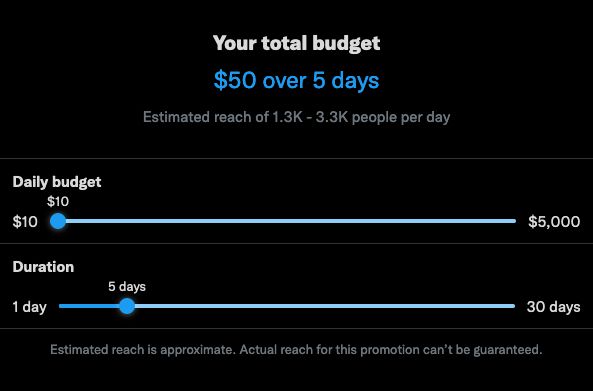 Your total budget
$50 over 5 days
Estimated reach of 1.3K - 3.3K people per day
Daily budget
$10
$10 $5,000
Duration
5 days
1 day 30 days
Estimated reach is approximate. Actual reach for this promotion can’t be guaranteed.